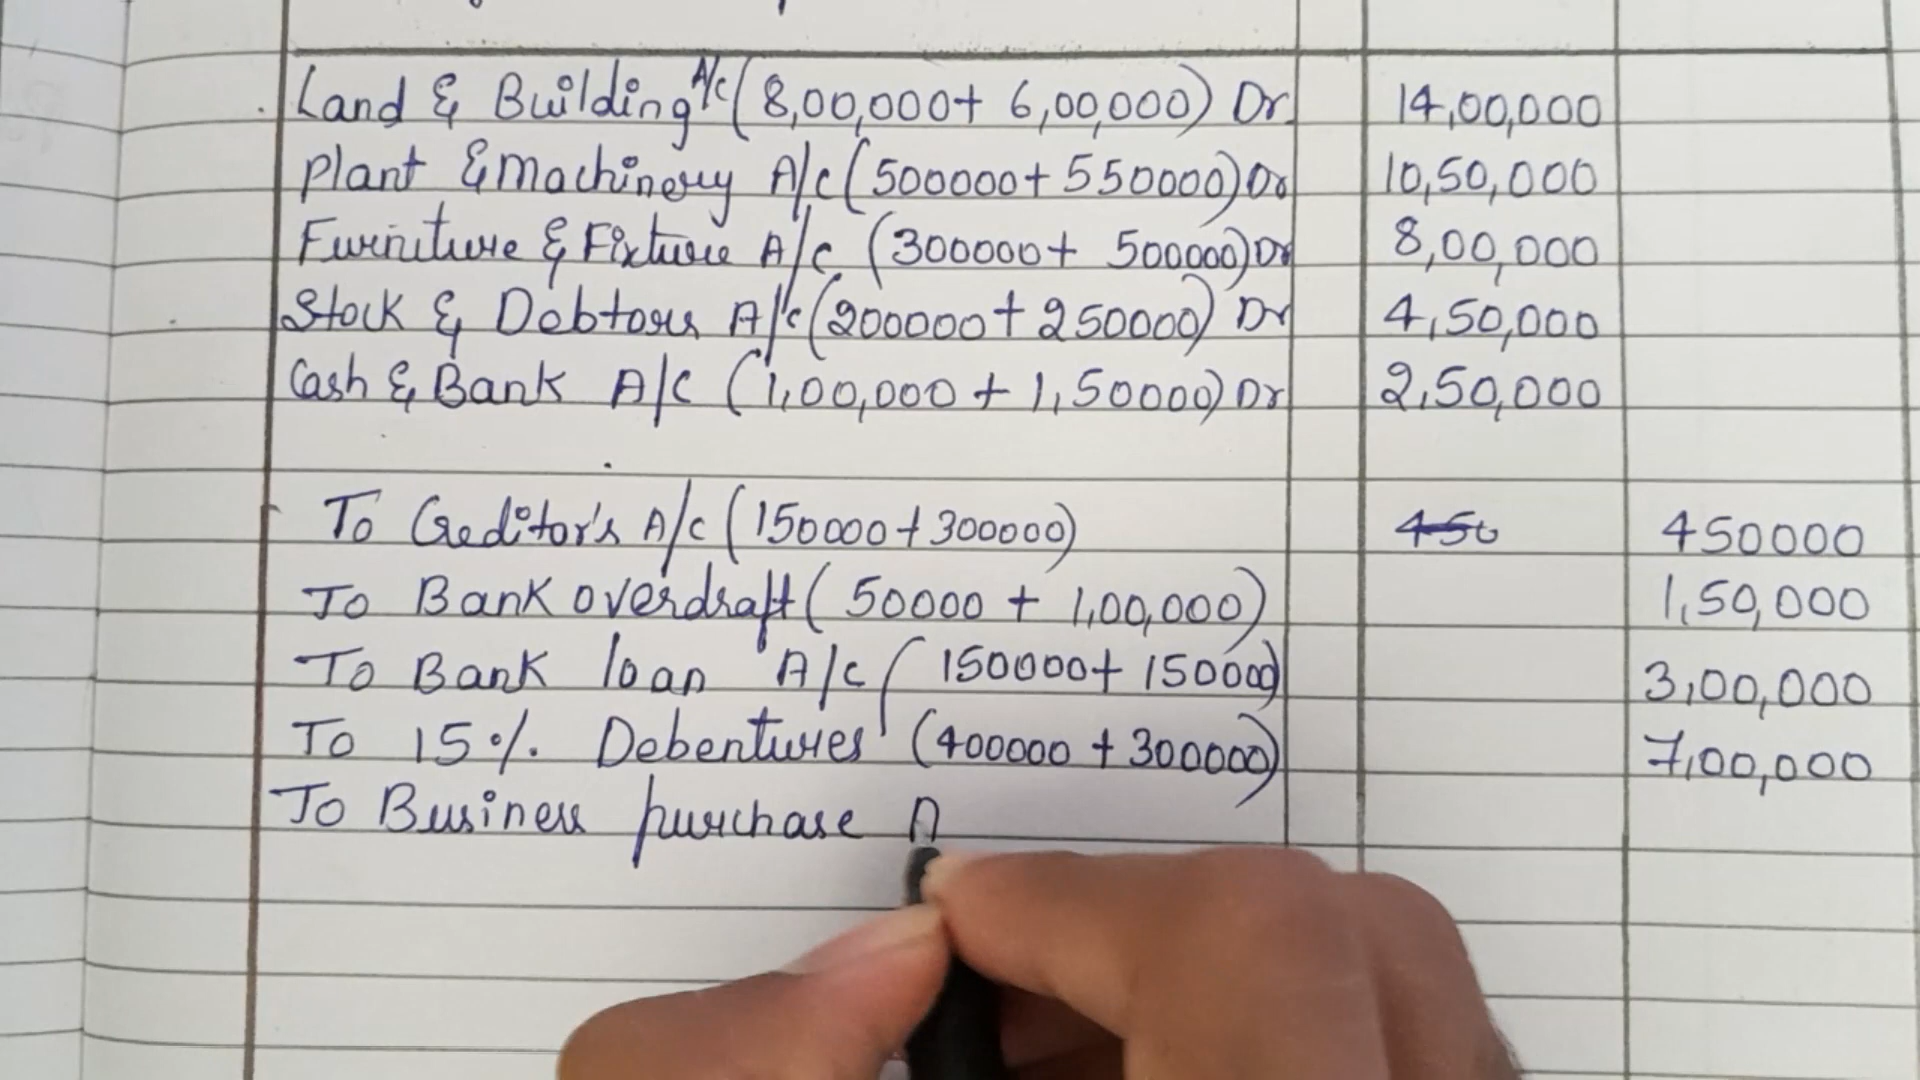 Land & Building A/c (8,00,000+ 6,00,000) Dr. 14,00,000
Plant & Machinery A/c (500000+ 550000) Dr 10,50,000
Furniture & Fixture A/c (300000+ 500000) Dr 8,00,000
Stock & Debtors A/c (200000+ 250000) Dr 4,50,000
Cash & Bank A/C (1,00,000 + 1,50000) Dr 2,50,000
To Creditor's A/c (150000+300000) 450 450000
To Bank overdraft ( 50000 + 1,00,000) 1,50,000
To Bank loan A/c ( 150000+ 150000) 3,00,000
To 15%. Debentures (400000 + 300000) 7,00,000
To Business purchase A